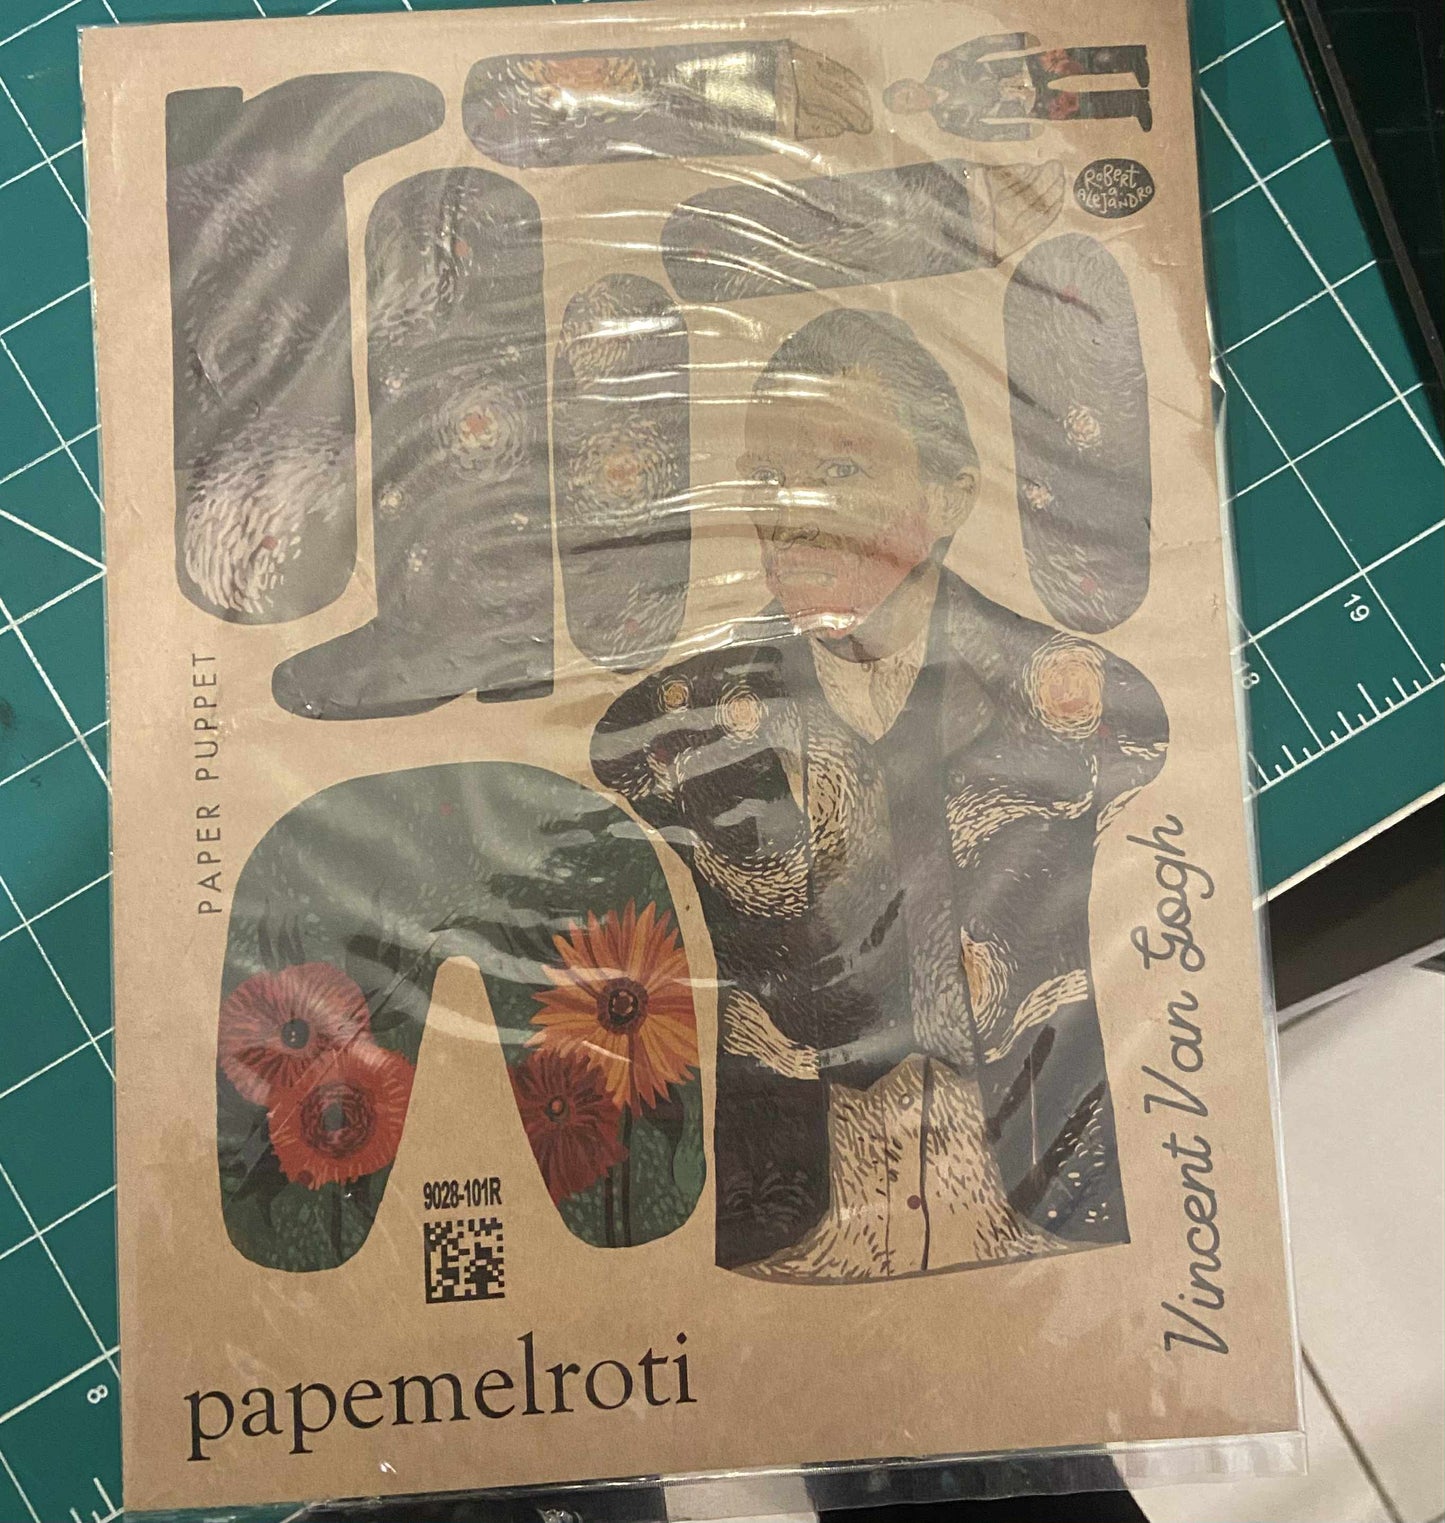 RoBeRT
a.
ALeJANDRo
PAPER PUPPET
Vincent Van Gogh
9028-101R
papemelroti
19
18
8